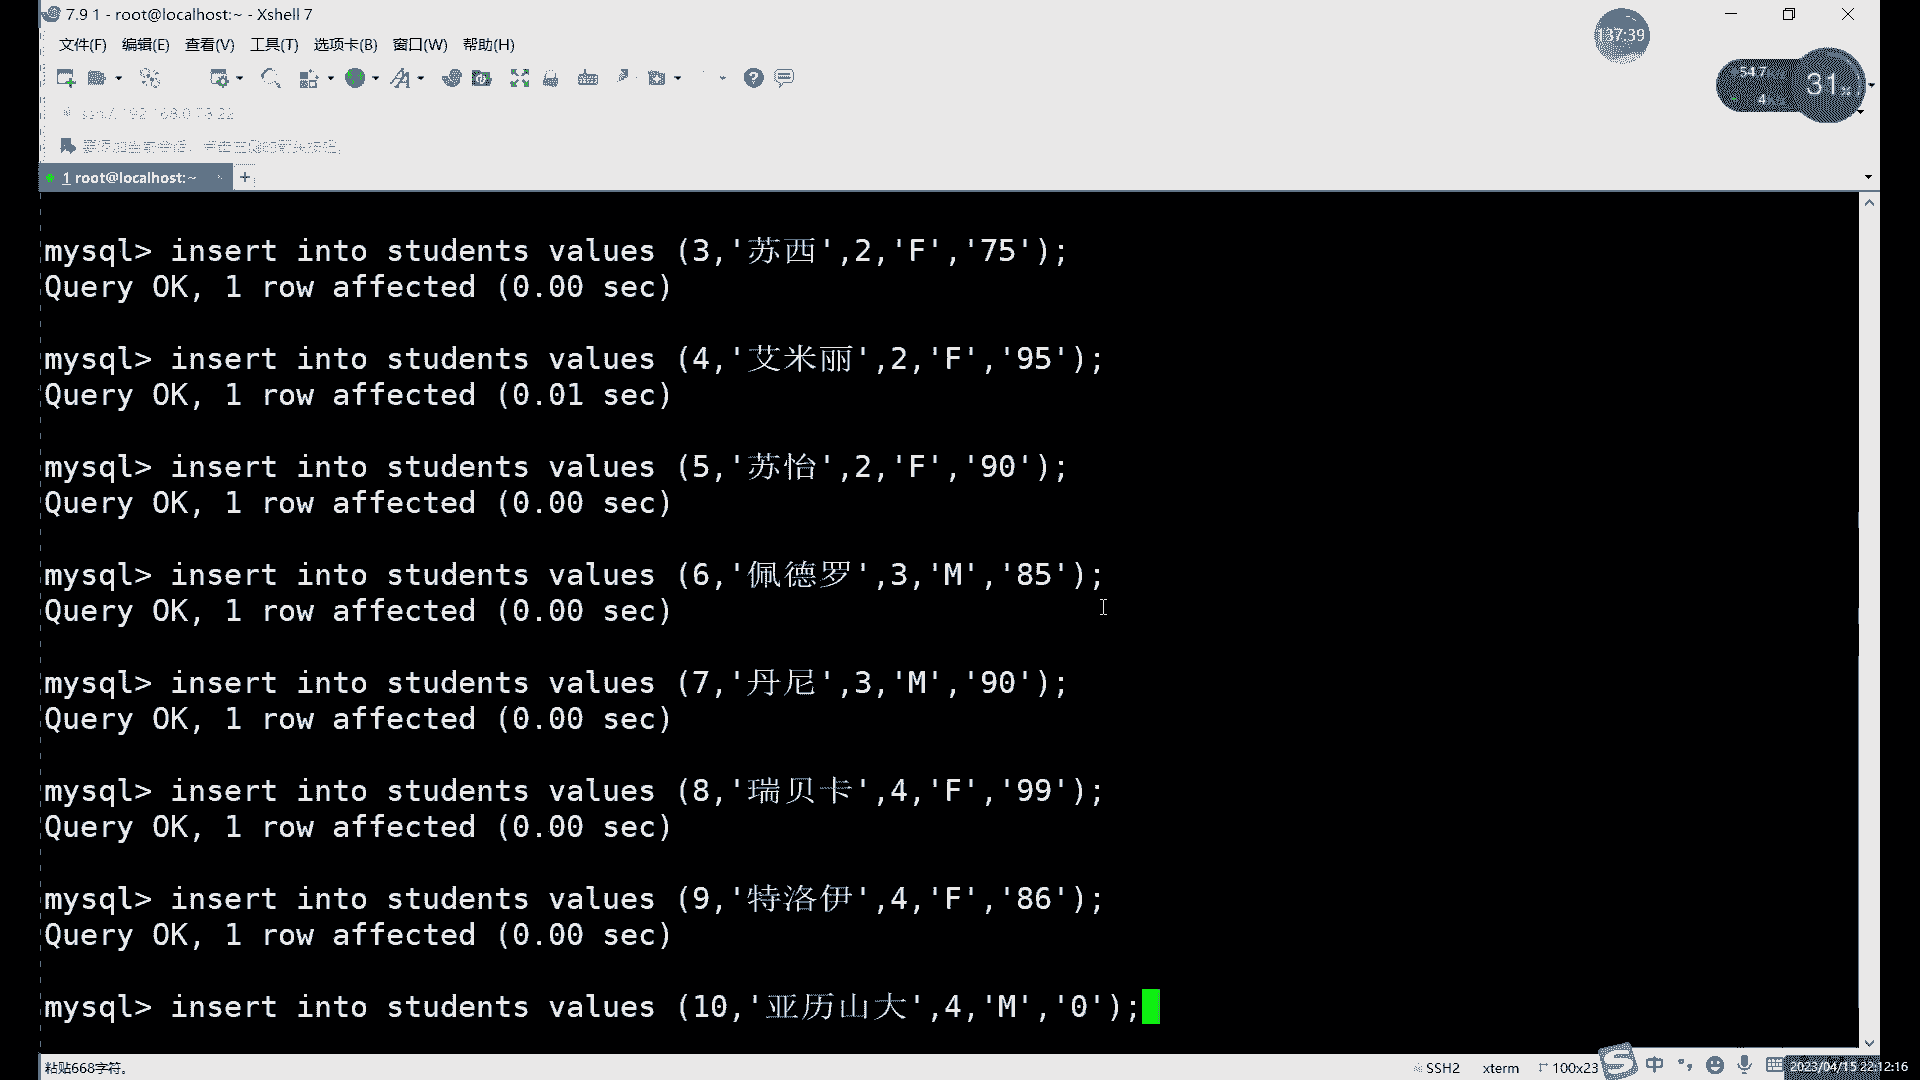 7.9 1 - root@localhost:~ - Xshell 7
137:39
文件(F) 编辑(E) 查看(V) 工具(T) 选项卡(B) 窗口(W) 帮助(H)
54.7
4
31
1 root@localhost:~
mysql> insert into students values (3,'苏西',2,'F','75');
Query OK, 1 row affected (0.00 sec)
mysql> insert into students values (4,'艾米丽',2,'F','95');
Query OK, 1 row affected (0.01 sec)
mysql> insert into students values (5,'苏怡',2,'F','90');
Query OK, 1 row affected (0.00 sec)
mysql> insert into students values (6,'佩德罗',3,'M','85');
Query OK, 1 row affected (0.00 sec)
mysql> insert into students values (7,'丹尼',3,'M','90');
Query OK, 1 row affected (0.00 sec)
mysql> insert into students values (8,'瑞贝卡',4,'F','99');
Query OK, 1 row affected (0.00 sec)
mysql> insert into students values (9,'特洛伊',4,'F','86');
Query OK, 1 row affected (0.00 sec)
mysql> insert into students values (10,'亚历山大',4,'M','0');
粘贴668字符。 SSH2 xterm 100x23 中 2023/04/15 22:12:16